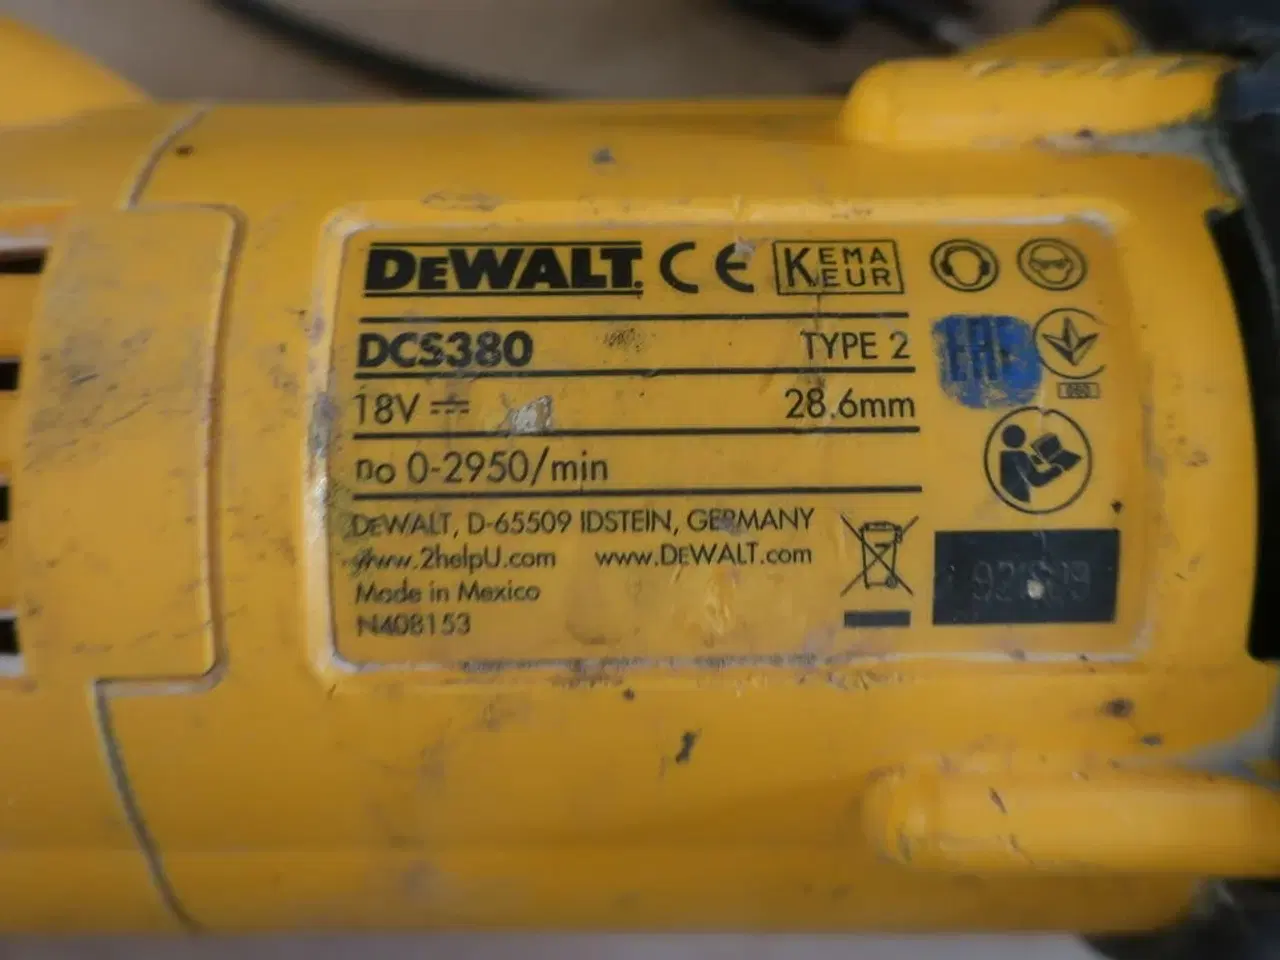 DEWALT. CE KEMA KEUR
DCS380 TYPE 2
18V 28.6mm
no 0-2950/min
DEWALT, D-65509 IDSTEIN, GERMANY
www.2helpU.com www.DEWALT.com
Made in Mexico
N408153